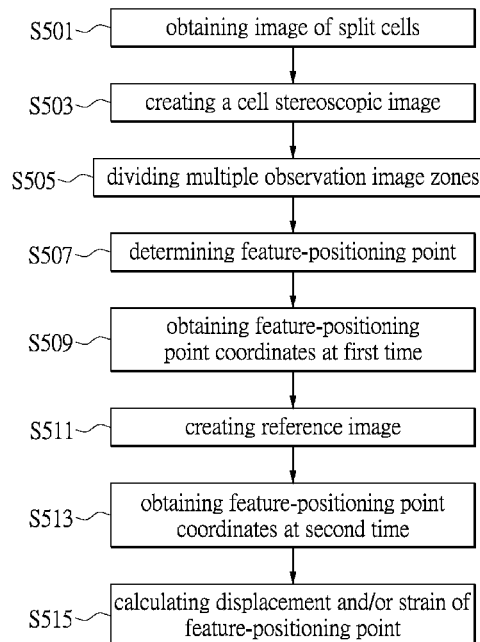 S501
obtaining image of split cells
S503
creating a cell stereoscopic image
S505
dividing multiple observation image zones
S507
determining feature-positioning point
S509
obtaining feature-positioning
point coordinates at first time
S511
creating reference image
S513
obtaining feature-positioning point
coordinates at second time
S515
calculating displacement and/or strain of
feature-positioning point